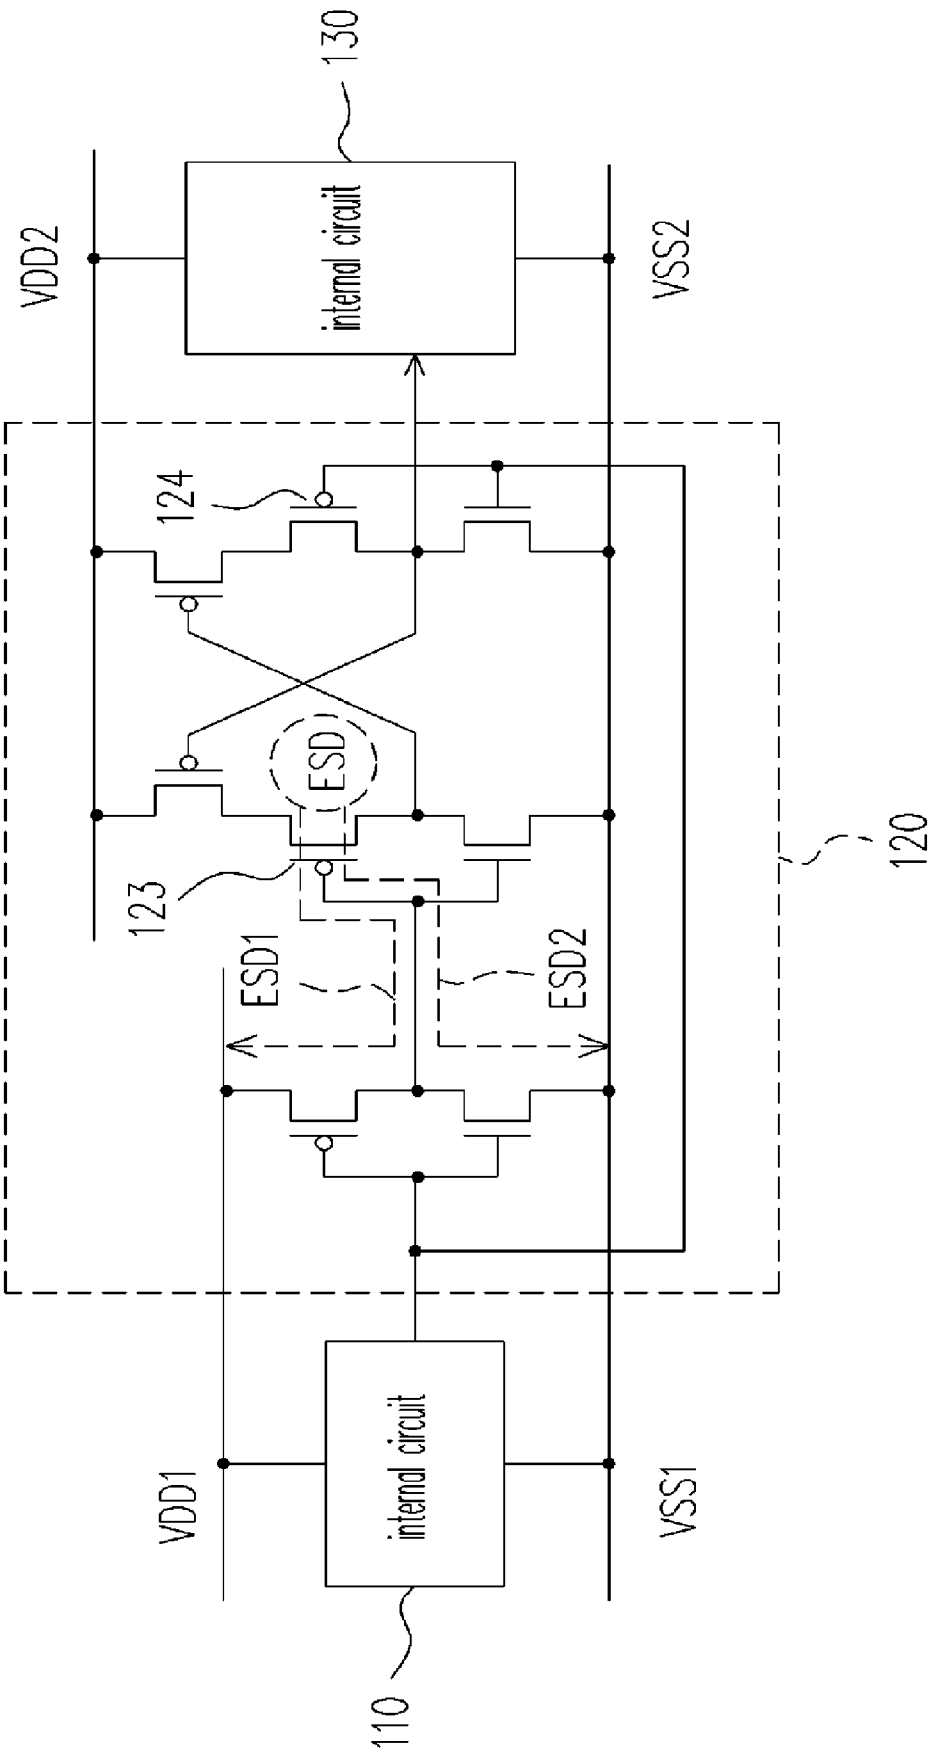 VDD2
130
internal circuit
VSS2
124
ESD
123
120
ESD1
ESD2
VDD1
internal circuit
VSS1
110